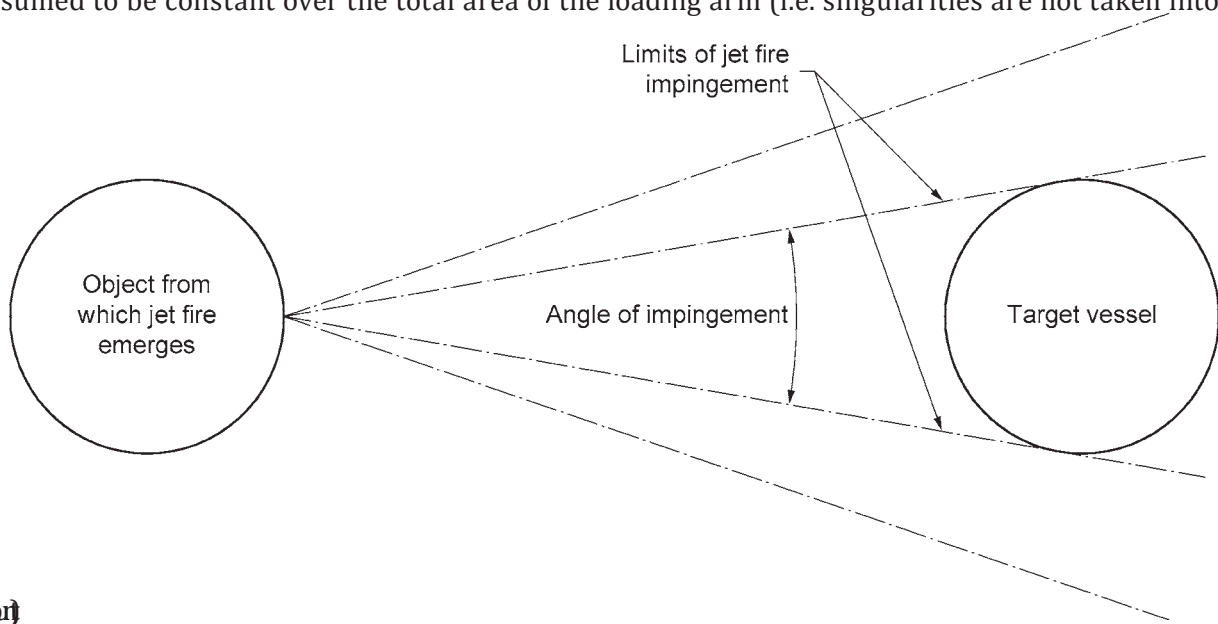 sumed to be constant over the total area of the loading arm (i.e. singularities are not taken into
Limits of jet fire
impingement
Object from
which jet fire
emerges
Angle of impingement
Target vessel